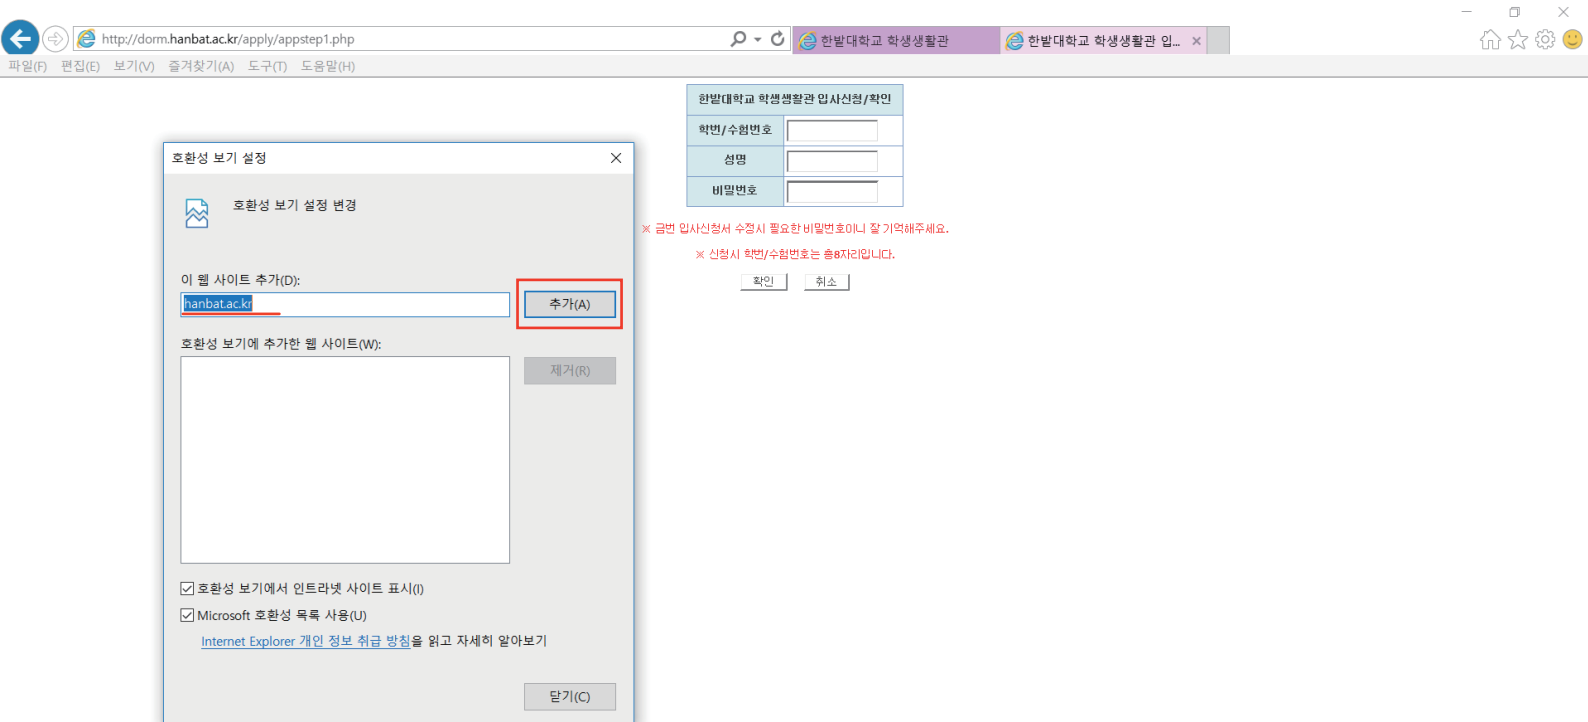 http://dorm.hanbat.ac.kr/apply/appstep1.php
한밭대학교 학생생활관
한밭대학교 학생생활관 입...
파일(F) 편집(E) 보기(V) 즐겨찾기(A) 도구(T) 도움말(H)
한밭대학교 학생생활관 입사신청/확인
학번/수험번호
성명
비밀번호
※ 금번 입사신청서 수정시 필요한 비밀번호이니 잘 기억해주세요.
※ 신청시 학번/수험번호는 총8자리입니다.
확인 취소
호환성 보기 설정
호환성 보기 설정 변경
이 웹 사이트 추가(D):
hanbat.ac.kr
추가(A)
호환성 보기에 추가한 웹 사이트(W):
제거(R)
호환성 보기에서 인트라넷 사이트 표시(I)
Microsoft 호환성 목록 사용(U)
Internet Explorer 개인 정보 취급 방침을 읽고 자세히 알아보기
닫기(C)